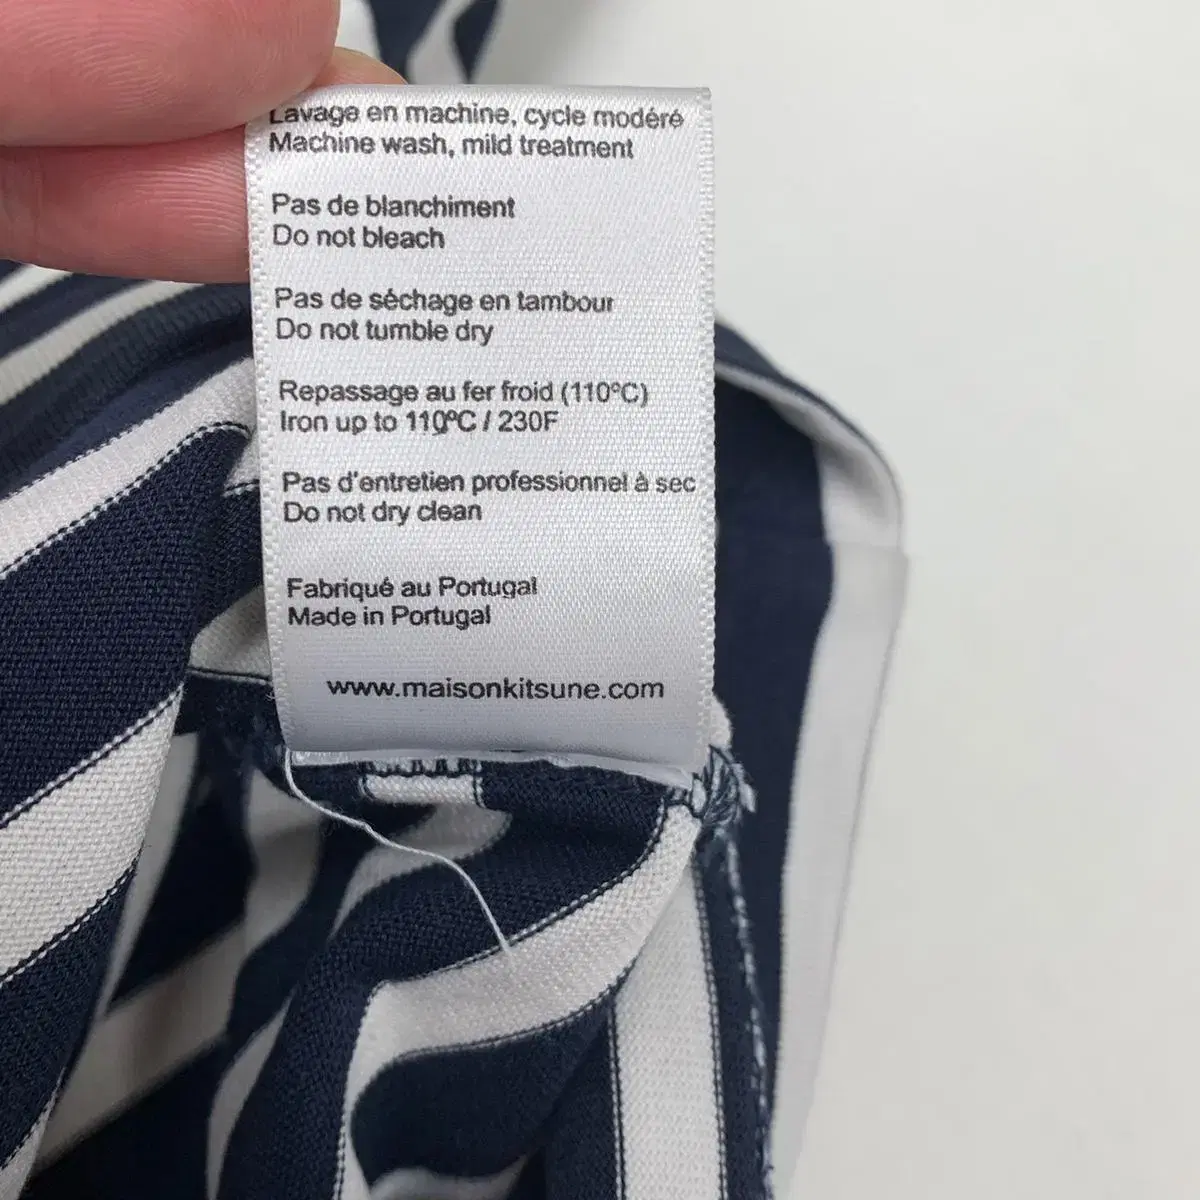 Lavage en machine, cycle modéré
Machine wash, mild treatment
Pas de blanchiment
Do not bleach
Pas de séchage en tambour
Do not tumble dry
Repassage au fer froid (110ºC)
Iron up to 110ºC / 230F
Pas d'entretien professionnel à sec
Do not dry clean
Fabriqué au Portugal
Made in Portugal
www.maisonkitsune.com